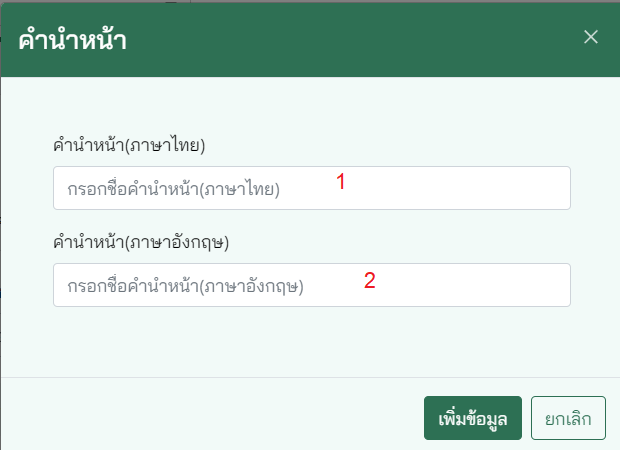 คำนำหน้า
คำนำหน้า(ภาษาไทย)
กรอกชื่อคำนำหน้า(ภาษาไทย) 1
คำนำหน้า(ภาษาอังกฤษ)
กรอกชื่อคำนำหน้า(ภาษาอังกฤษ) 2
เพิ่มข้อมูล ยกเลิก